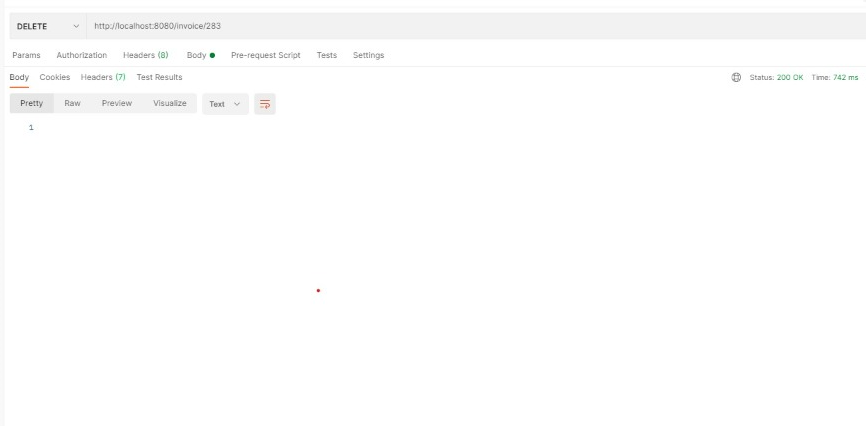 DELETE http://localhost:8080/invoice/283
Params Authorization Headers (8) Body Pre-request Script Tests Settings
Body Cookies Headers (7) Test Results Status: 200 OK Time: 742 ms
Pretty Raw Preview Visualize Text
1